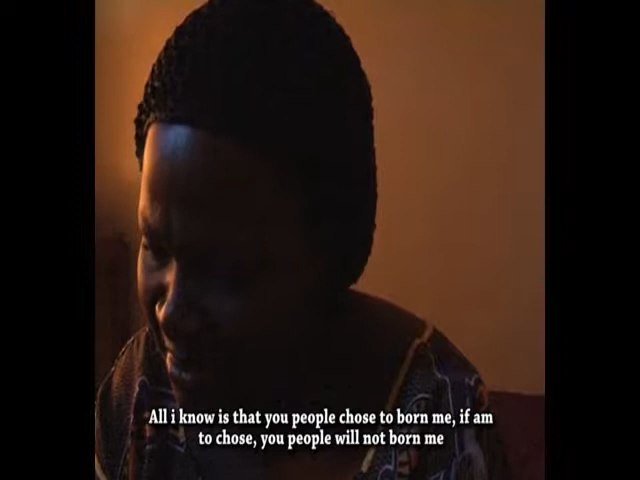 All i know is that you people chose to born me, if am
to chose, you people will not born me